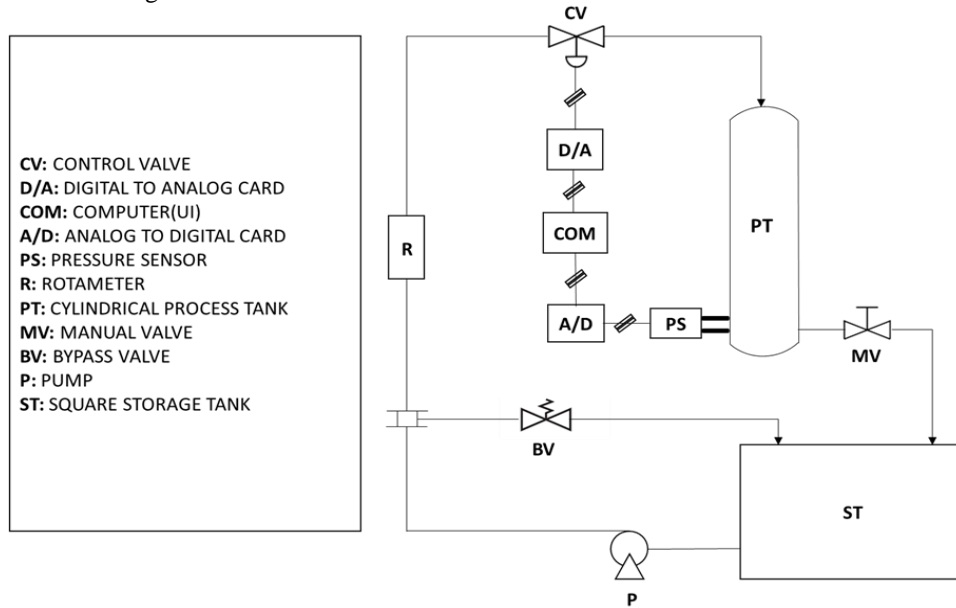 CV: CONTROL VALVE
D/A: DIGITAL TO ANALOG CARD
COM: COMPUTER(UI)
A/D: ANALOG TO DIGITAL CARD
PS: PRESSURE SENSOR
R: ROTAMETER
PT: CYLINDRICAL PROCESS TANK
MV: MANUAL VALVE
BV: BYPASS VALVE
P: PUMP
ST: SQUARE STORAGE TANK
CV
D/A
COM
A/D
PS
R
PT
MV
BV
ST
P